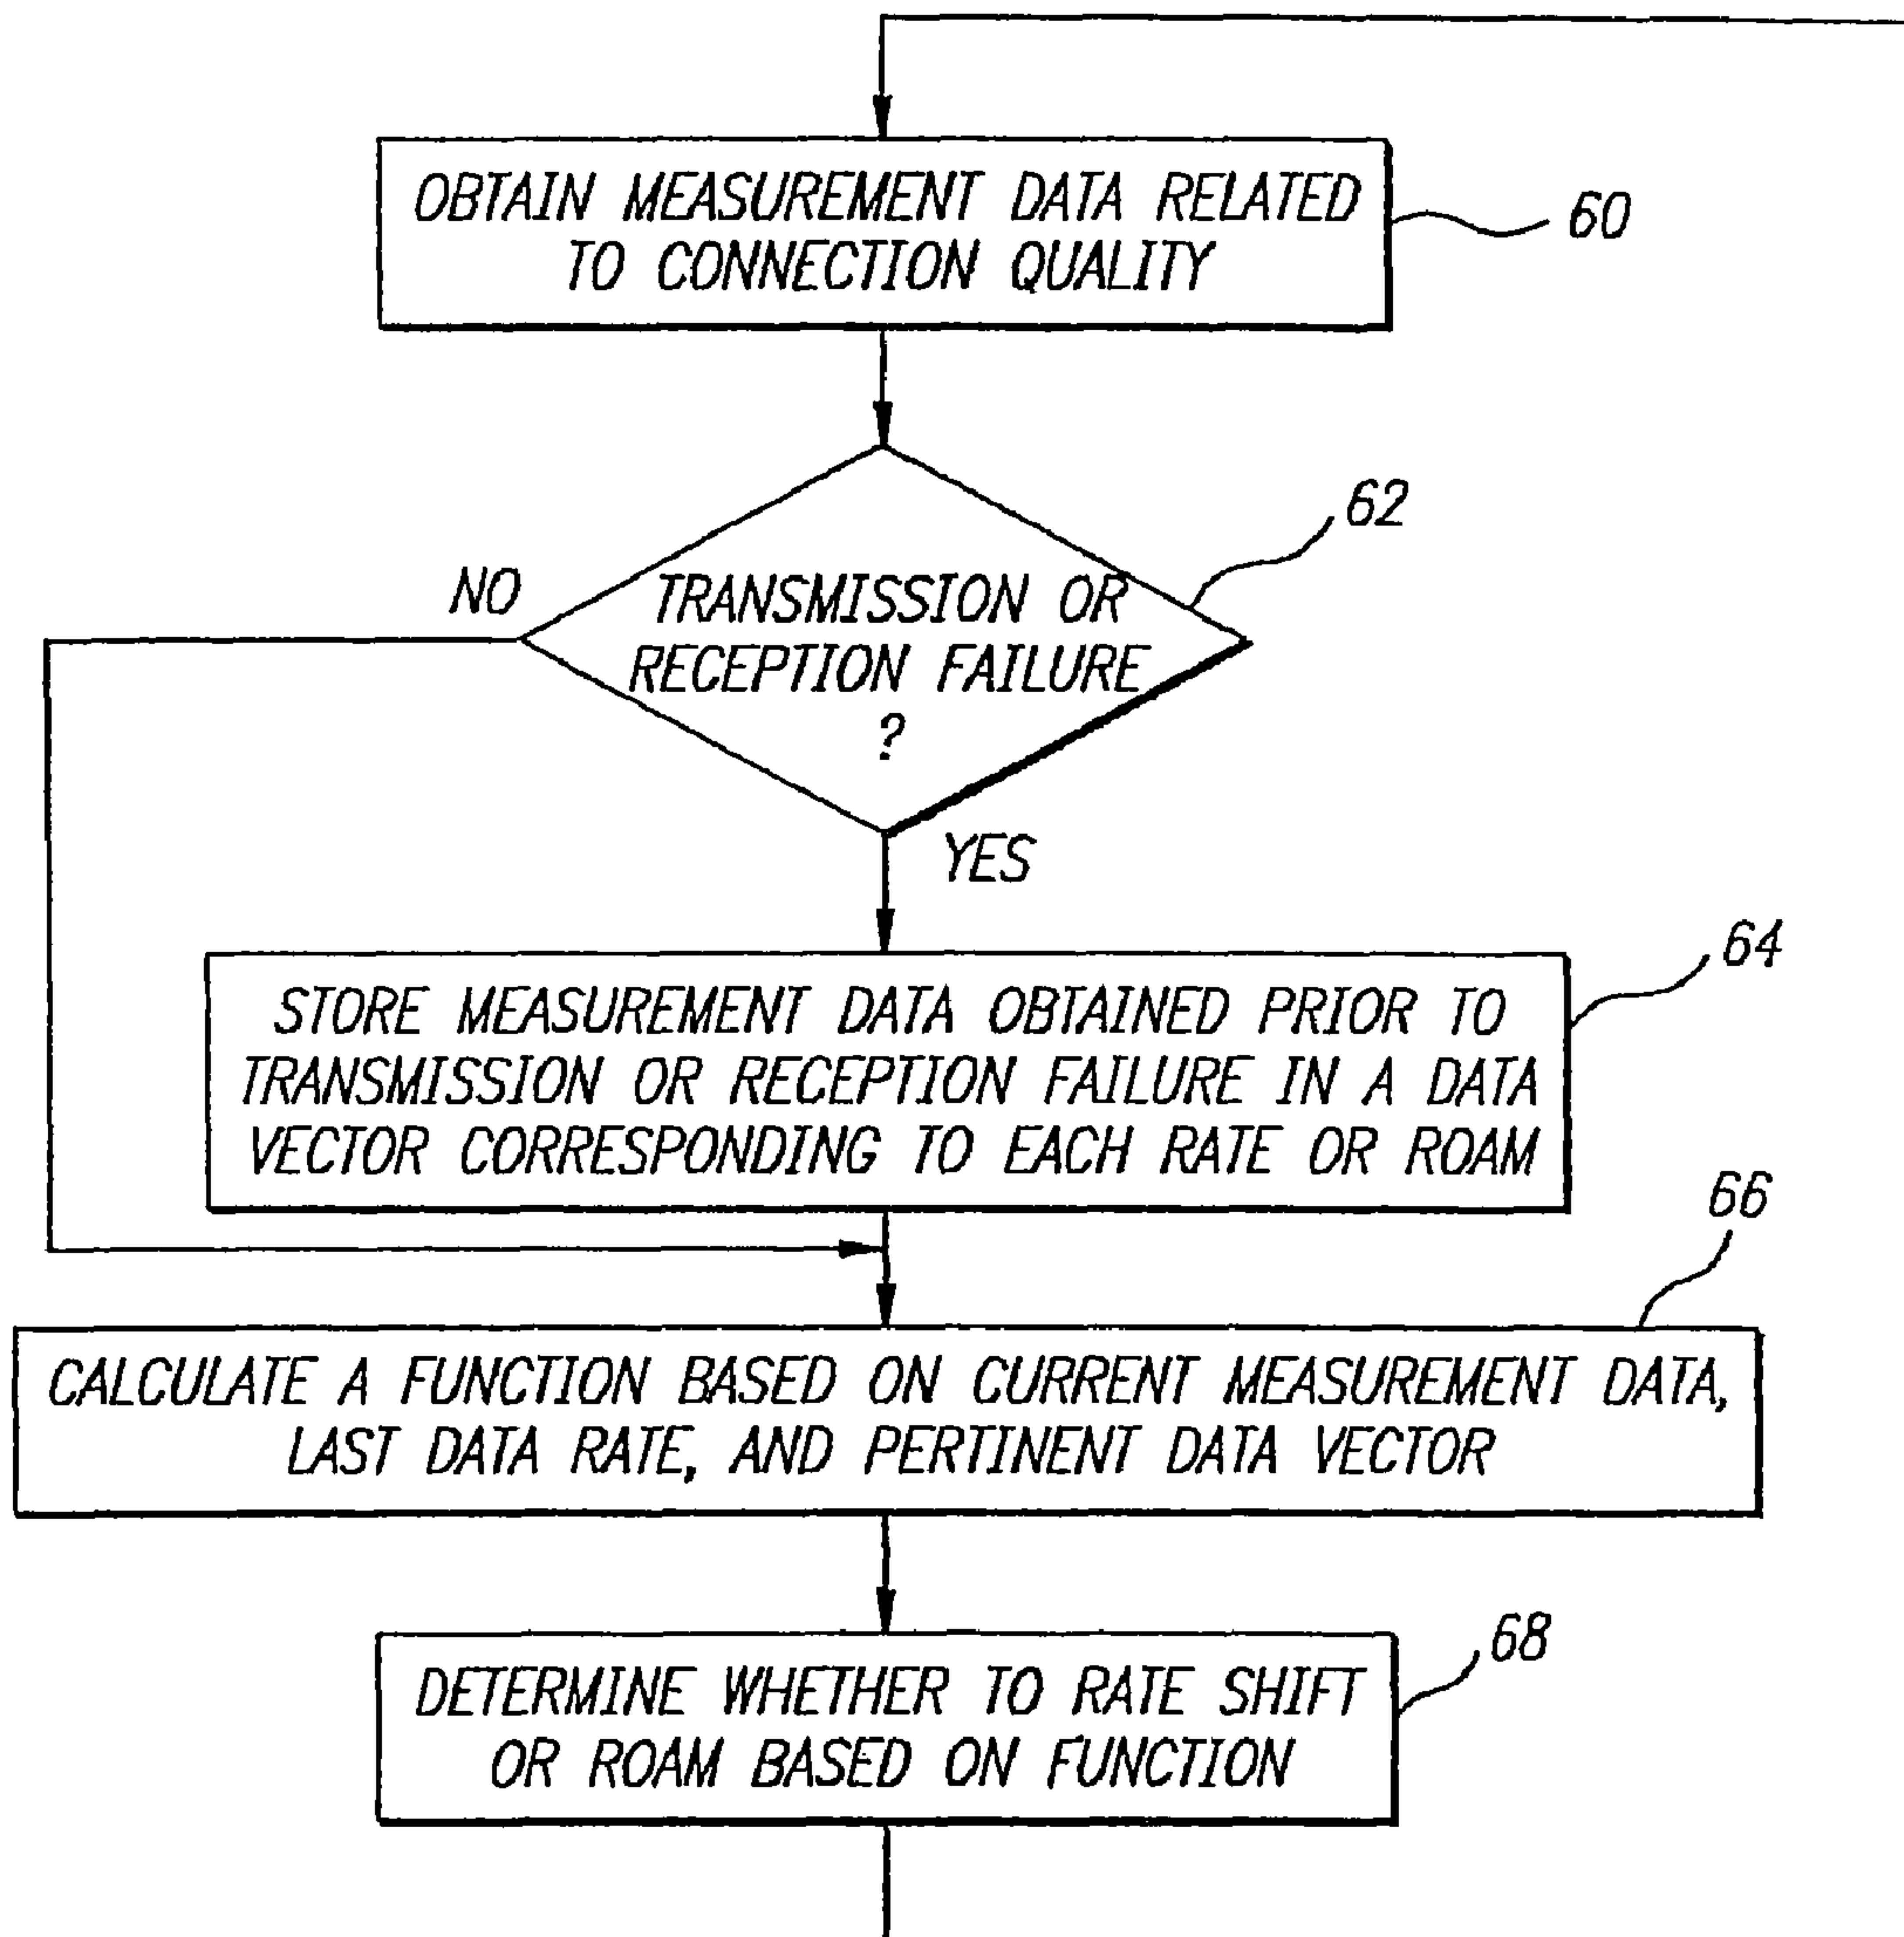 OBTAIN MEASUREMENT DATA RELATED
TO CONNECTION QUALITY
60
62
NO
TRANSMISSION OR
RECEPTION FAILURE
?
YES
64
STORE MEASUREMENT DATA OBTAINED PRIOR TO
TRANSMISSION OR RECEPTION FAILURE IN A DATA
VECTOR CORRESPONDING TO EACH RATE OR ROAM
66
CALCULATE A FUNCTION BASED ON CURRENT MEASUREMENT DATA,
LAST DATA RATE, AND PERTINENT DATA VECTOR
68
DETERMINE WHETHER TO RATE SHIFT
OR ROAM BASED ON FUNCTION